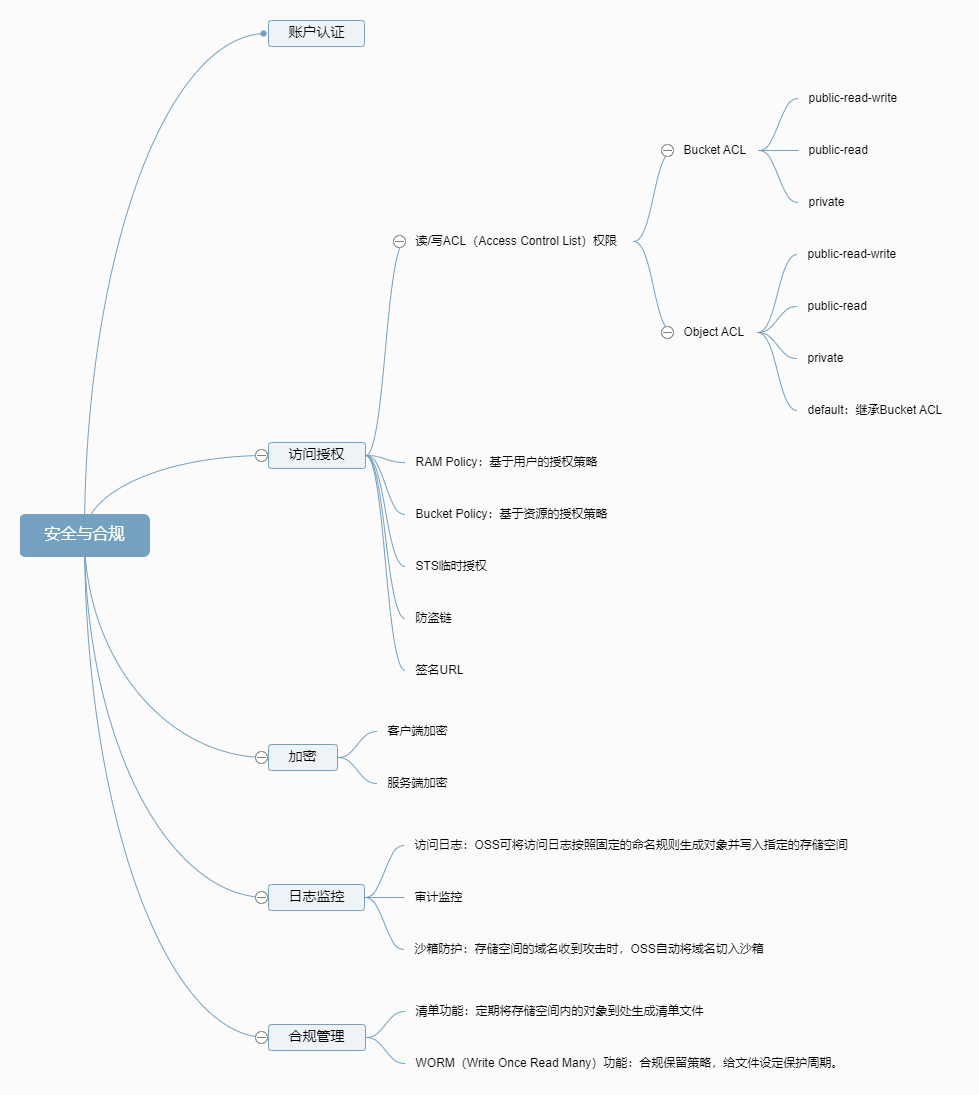 账户认证
public-read-write
Bucket ACL
public-read
private
读/写ACL（Access Control List）权限
public-read-write
public-read
Object ACL
private
default：继承Bucket ACL
访问授权
RAM Policy：基于用户的授权策略
Bucket Policy：基于资源的授权策略
安全与合规
STS临时授权
防盗链
签名URL
客户端加密
加密
服务端加密
访问日志：OSS可将访问日志按照固定的命名规则生成对象并写入指定的存储空间
日志监控
审计监控
沙箱防护：存储空间的域名收到攻击时，OSS自动将域名切入沙箱
清单功能：定期将存储空间内的对象到处生成清单文件
合规管理
WORM（Write Once Read Many）功能：合规保留策略，给文件设定保护周期。